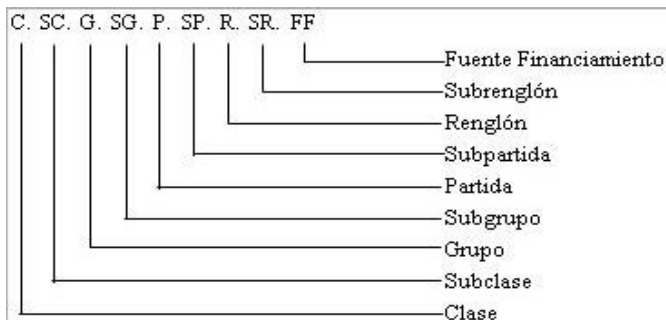 C. SC. G. SG. P. SP. R. SR. FF
Fuente Financiamiento
Subrenglón
Renglón
Subpartida
Partida
Subgrupo
Grupo
Subclase
Clase